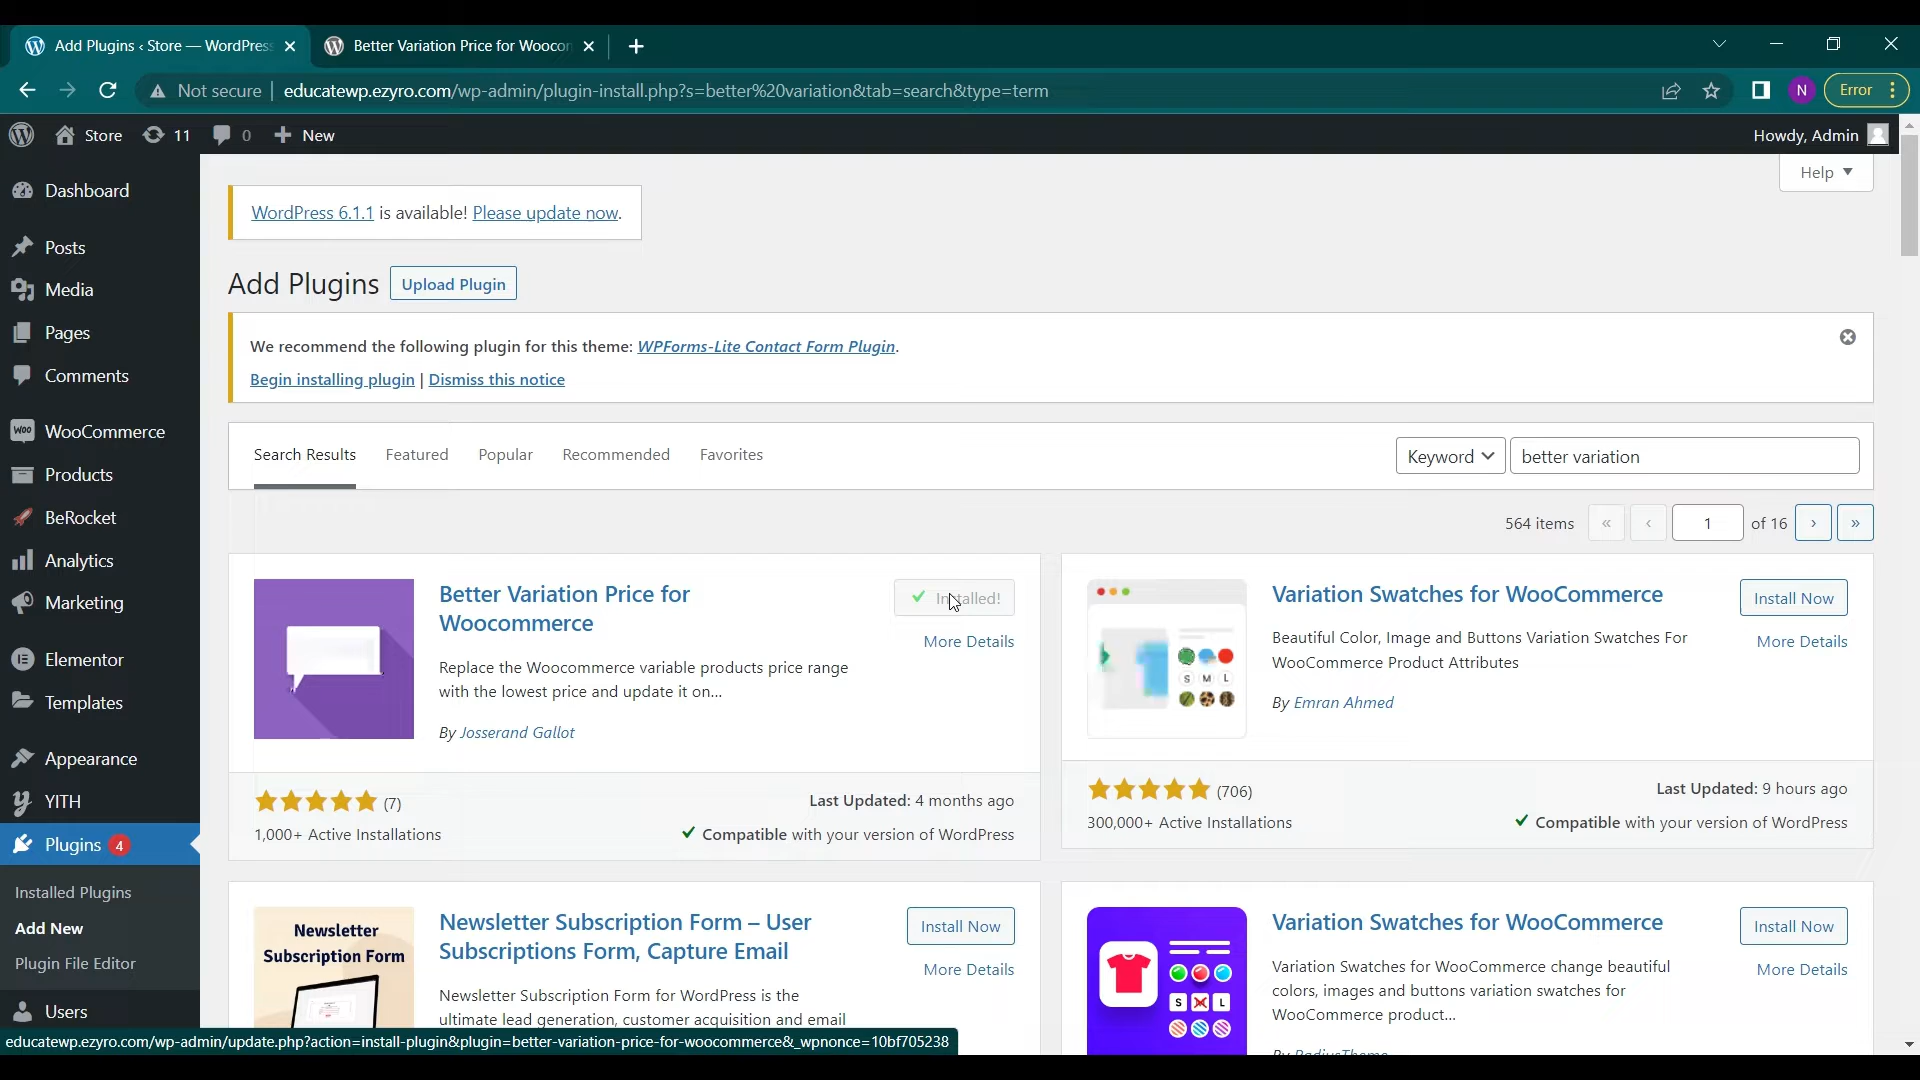 Add Plugins ‹ Store — WordPress
Better Variation Price for Woocom
Not secure
educatewp.ezyro.com/wp-admin/plugin-install.php?s=better%20variation&tab=search&type=term
N
Error
Store
11
0
New
Howdy, Admin
Help
Dashboard
Posts
Media
Pages
Comments
WooCommerce
Products
BeRocket
Analytics
Marketing
Elementor
Templates
Appearance
YITH
Plugins 4
Installed Plugins
Add New
Plugin File Editor
Users
WordPress 6.1.1 is available! Please update now.
Add Plugins
Upload Plugin
We recommend the following plugin for this theme: WPForms-Lite Contact Form Plugin.
Begin installing plugin | Dismiss this notice
Search Results
Featured
Popular
Recommended
Favorites
Keyword
better variation
564 items
«
‹
1
of 16
›
»
Better Variation Price for
Woocommerce
Installed!
More Details
Replace the Woocommerce variable products price range
with the lowest price and update it on...
By Josserand Gallot
(7)
1,000+ Active Installations
Last Updated: 4 months ago
Compatible with your version of WordPress
S M L
Variation Swatches for WooCommerce
Install Now
More Details
Beautiful Color, Image and Buttons Variation Swatches For
WooCommerce Product Attributes
By Emran Ahmed
(706)
300,000+ Active Installations
Last Updated: 9 hours ago
Compatible with your version of WordPress
Newsletter
Subscription Form
Newsletter Subscription Form – User
Subscriptions Form, Capture Email
Install Now
More Details
Newsletter Subscription Form for WordPress is the
ultimate lead generation, customer acquisition and email
S L
Variation Swatches for WooCommerce
Install Now
More Details
Variation Swatches for WooCommerce change beautiful
colors, images and buttons variation swatches for
WooCommerce product...
By RadiusTheme
educatewp.ezyro.com/wp-admin/update.php?action=install-plugin&plugin=better-variation-price-for-woocommerce&_wpnonce=10bf705238